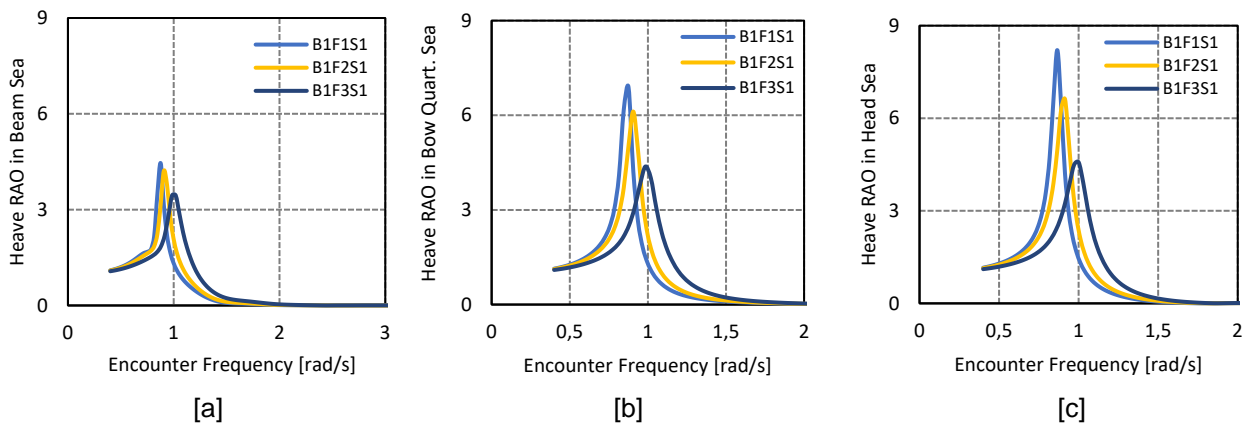 Heave RAO in Beam Sea
9
6
3
0
0
1
2
3
B1F1S1
B1F2S1
B1F3S1
Encounter Frequency [rad/s]
[a]
Heave RAO in Bow Quart. Sea
9
6
3
0
0
0,5
1
1,5
2
B1F1S1
B1F2S1
B1F3S1
Encounter Frequency [rad/s]
[b]
Heave RAO in Head Sea
9
6
3
0
0
0,5
1
1,5
2
B1F1S1
B1F2S1
B1F3S1
Encounter Frequency [rad/s]
[c]